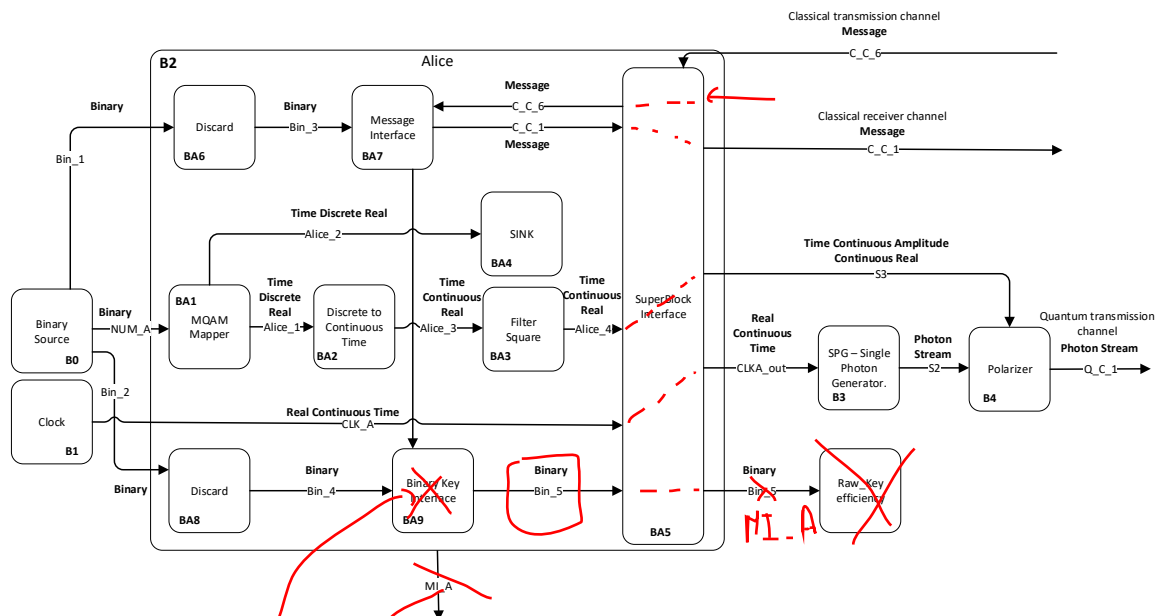 Classical transmission channel
Message
C_C_6
B2
Alice
Binary
Bin_1
Discard
BA6
Binary
Bin_3
Message
Interface
BA7
Message
C_C_6
C_C_1
Message
Classical receiver channel
Message
C_C_1
Time Discrete Real
Alice_2
SINK
BA4
Time Continuous Amplitude
Continuous Real
S3
Binary
Source
B0
Binary
NUM_A
BA1
MQAM
Mapper
Time
Discrete
Real
Alice_1
Discrete to
Continuous
Time
BA2
Time
Continuous
Real
Alice_3
Filter
Square
BA3
Time
Continuous
Real
Alice_4
SuperBlock
Interface
BA5
Real
Continuous
Time
CLKA_out
SPG – Single
Photon
Generator.
B3
Photon
Stream
S2
Polarizer
B4
Quantum transmission
channel
Photon Stream
Q_C_1
Bin_2
Clock
B1
Real Continuous Time
CLK_A
Binary
Discard
BA8
Binary
Bin_4
Binary Key
Interface
BA9
Binary
Bin_5
Binary
Bin_5
MI_A
Raw_Key
efficiency
MI_A